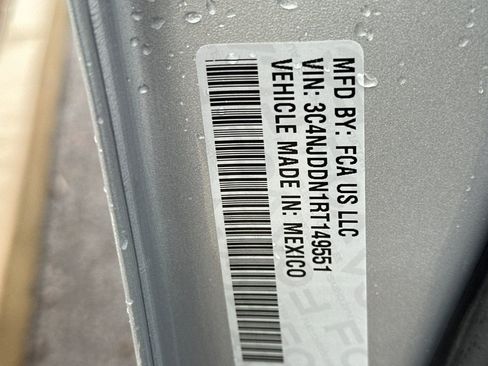 MFD BY: FCA US LLC
VIN: 3C4NJDDN1RT149551
VEHICLE MADE IN: MEXICO